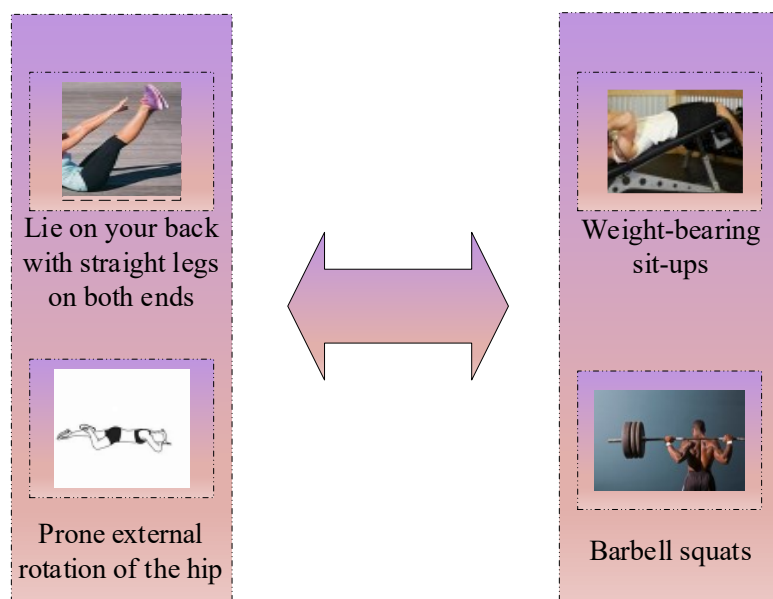 Lie on your back
with straight legs
on both ends
Prone external
rotation of the hip
Weight-bearing
sit-ups
Barbell squats